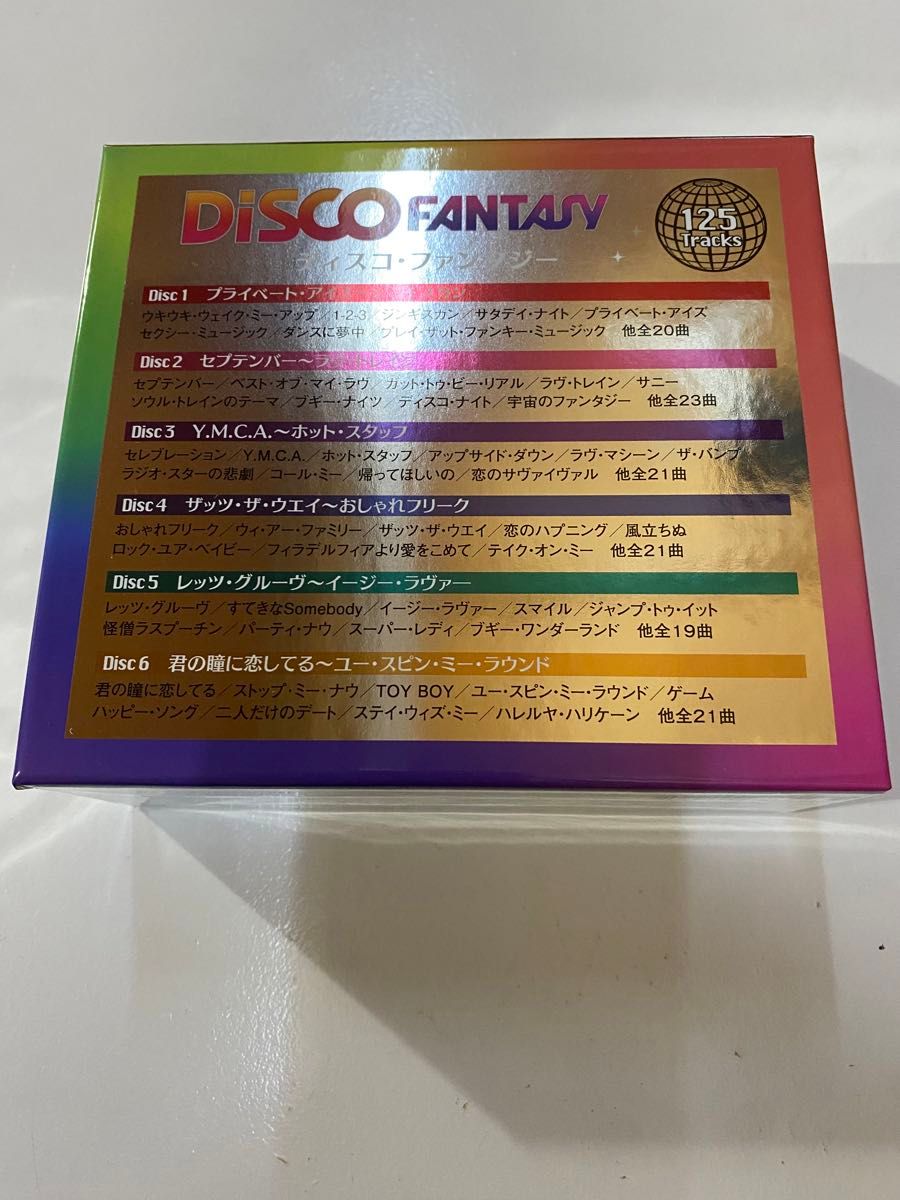 DiSCO FANTASY
125
Tracks
ディスコ・ファンタジー
Disc 1 プライベート・アイ
ウキウキ・ウェイク・ミー・アップ／1-2-3／ジンギスカン／サタデイ・ナイト／プライベート・アイズ
セクシー・ミュージック／ダンスに夢中／プレイ・ザット・ファンキー・ミュージック 他全20曲
Disc 2 セプテンバー〜ラヴ・トレイン
セプテンバー／ベスト・オブ・マイ・ラヴ／ガット・トゥ・ビー・リアル／ラヴ・トレイン／サニー
ソウル・トレインのテーマ／ブギー・ナイツ／ディスコ・ナイト／宇宙のファンタジー 他全23曲
Disc 3 Y.M.C.A.〜ホット・スタッフ
セレブレーション／Y.M.C.A.／ホット・スタッフ／アップサイド・ダウン／ラヴ・マシーン／ザ・バンプ
ラジオ・スターの悲劇／コール・ミー／帰ってほしいの／恋のサヴァイヴァル 他全21曲
Disc 4 ザッツ・ザ・ウエイ〜おしゃれフリーク
おしゃれフリーク／ウィ・アー・ファミリー／ザッツ・ザ・ウエイ／恋のハプニング／風立ちぬ
ロック・ユア・ベイビー／フィラデルフィアより愛をこめて／テイク・オン・ミー 他全21曲
Disc 5 レッツ・グルーヴ〜イージー・ラヴァー
レッツ・グルーヴ／すてきなSomebody／イージー・ラヴァー／スマイル／ジャンプ・トゥ・イット
怪僧ラスプーチン／パーティ・ナウ／スーパー・レディ／ブギー・ワンダーランド 他全19曲
Disc 6 君の瞳に恋してる〜ユー・スピン・ミー・ラウンド
君の瞳に恋してる／ストップ・ミー・ナウ／TOY BOY／ユー・スピン・ミー・ラウンド／ゲーム
ハッピー・ソング／二人だけのデート／ステイ・ウィズ・ミー／ハレルヤ・ハリケーン 他全21曲